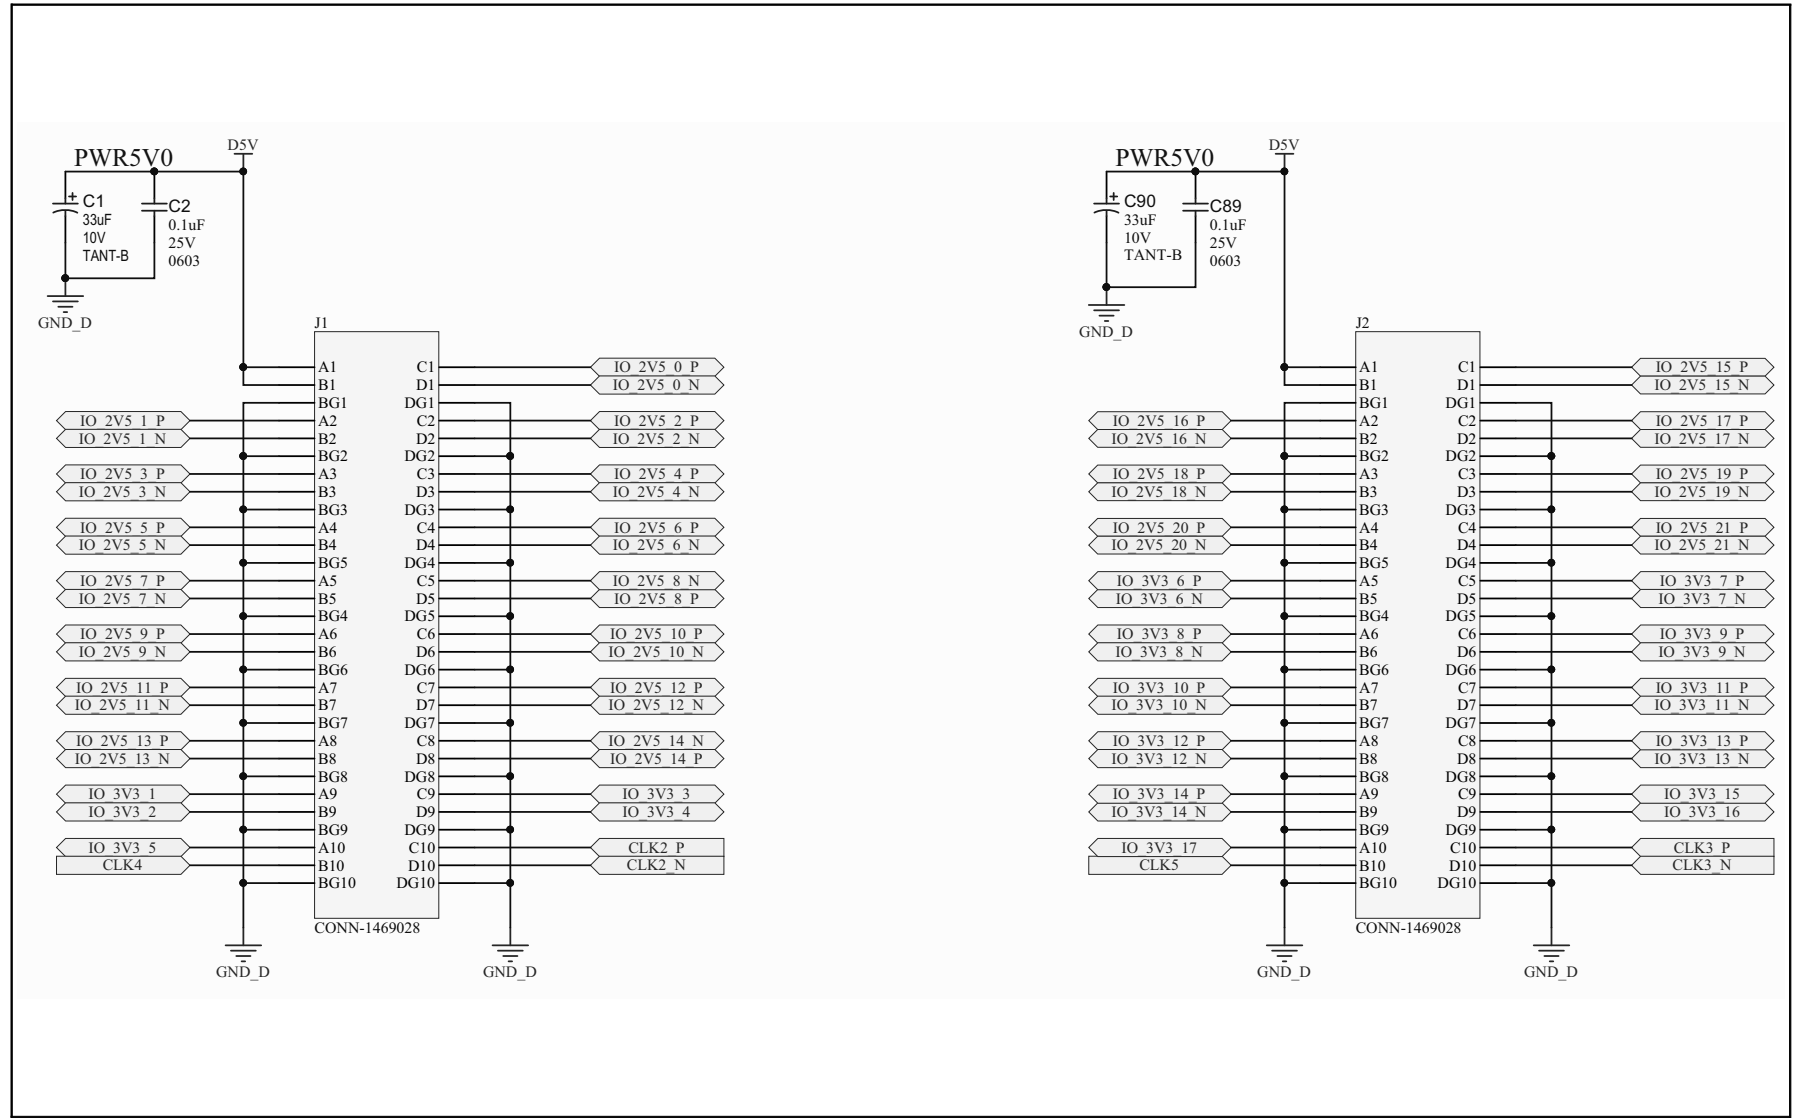 PWR5V0
D5V
C1
33uF
10V
TANT-B
C2
0.1uF
25V
0603
GND_D
J1
A1 C1 IO_2V5_0_P
B1 D1 IO_2V5_0_N
BG1 DG1
IO_2V5_1_P A2 C2 IO_2V5_2_P
IO_2V5_1_N B2 D2 IO_2V5_2_N
BG2 DG2
IO_2V5_3_P A3 C3 IO_2V5_4_P
IO_2V5_3_N B3 D3 IO_2V5_4_N
BG3 DG3
IO_2V5_5_P A4 C4 IO_2V5_6_P
IO_2V5_5_N B4 D4 IO_2V5_6_N
BG5 DG4
IO_2V5_7_P A5 C5 IO_2V5_8_N
IO_2V5_7_N B5 D5 IO_2V5_8_P
BG4 DG5
IO_2V5_9_P A6 C6 IO_2V5_10_P
IO_2V5_9_N B6 D6 IO_2V5_10_N
BG6 DG6
IO_2V5_11_P A7 C7 IO_2V5_12_P
IO_2V5_11_N B7 D7 IO_2V5_12_N
BG7 DG7
IO_2V5_13_P A8 C8 IO_2V5_14_N
IO_2V5_13_N B8 D8 IO_2V5_14_P
BG8 DG8
IO_3V3_1 A9 C9 IO_3V3_3
IO_3V3_2 B9 D9 IO_3V3_4
BG9 DG9
IO_3V3_5 A10 C10 CLK2_P
CLK4 B10 D10 CLK2_N
BG10 DG10
CONN-1469028
GND_D GND_D
PWR5V0
D5V
C90
33uF
10V
TANT-B
C89
0.1uF
25V
0603
GND_D
J2
A1 C1 IO_2V5_15_P
B1 D1 IO_2V5_15_N
BG1 DG1
IO_2V5_16_P A2 C2 IO_2V5_17_P
IO_2V5_16_N B2 D2 IO_2V5_17_N
BG2 DG2
IO_2V5_18_P A3 C3 IO_2V5_19_P
IO_2V5_18_N B3 D3 IO_2V5_19_N
BG3 DG3
IO_2V5_20_P A4 C4 IO_2V5_21_P
IO_2V5_20_N B4 D4 IO_2V5_21_N
BG5 DG4
IO_3V3_6_P A5 C5 IO_3V3_7_P
IO_3V3_6_N B5 D5 IO_3V3_7_N
BG4 DG5
IO_3V3_8_P A6 C6 IO_3V3_9_P
IO_3V3_8_N B6 D6 IO_3V3_9_N
BG6 DG6
IO_3V3_10_P A7 C7 IO_3V3_11_P
IO_3V3_10_N B7 D7 IO_3V3_11_N
BG7 DG7
IO_3V3_12_P A8 C8 IO_3V3_13_P
IO_3V3_12_N B8 D8 IO_3V3_13_N
BG8 DG8
IO_3V3_14_P A9 C9 IO_3V3_15
IO_3V3_14_N B9 D9 IO_3V3_16
BG9 DG9
IO_3V3_17 A10 C10 CLK3_P
CLK5 B10 D10 CLK3_N
BG10 DG10
CONN-1469028
GND_D GND_D